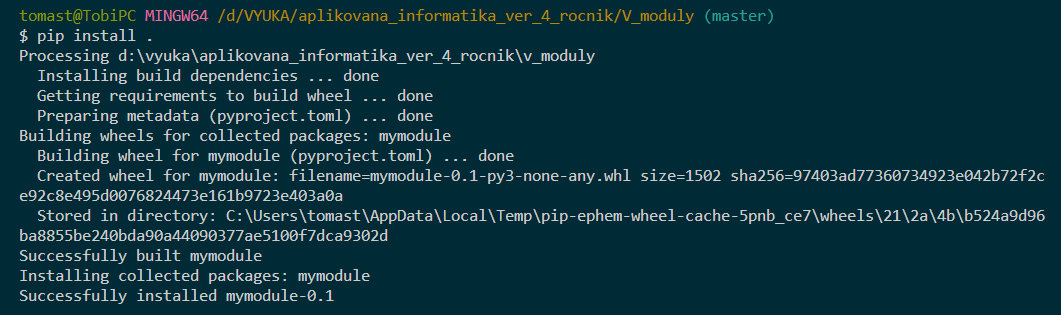 tomast@TobiPC MINGW64 /d/VYUKA/aplikovana_informatika_ver_4_rocnik/V_moduly (master)
$ pip install .
Processing d:\vyuka\aplikovana_informatika_ver_4_rocnik\v_moduly
  Installing build dependencies ... done
  Getting requirements to build wheel ... done
  Preparing metadata (pyproject.toml) ... done
Building wheels for collected packages: mymodule
  Building wheel for mymodule (pyproject.toml) ... done
  Created wheel for mymodule: filename=mymodule-0.1-py3-none-any.whl size=1502 sha256=97403ad77360734923e042b72f2c
e92c8e495d0076824473e161b9723e403a0a
  Stored in directory: C:\Users\tomast\AppData\Local\Temp\pip-ephem-wheel-cache-5pnb_ce7\wheels\21\2a\4b\b524a9d96
ba8855be240bda90a44090377ae5100f7dca9302d
Successfully built mymodule
Installing collected packages: mymodule
Successfully installed mymodule-0.1